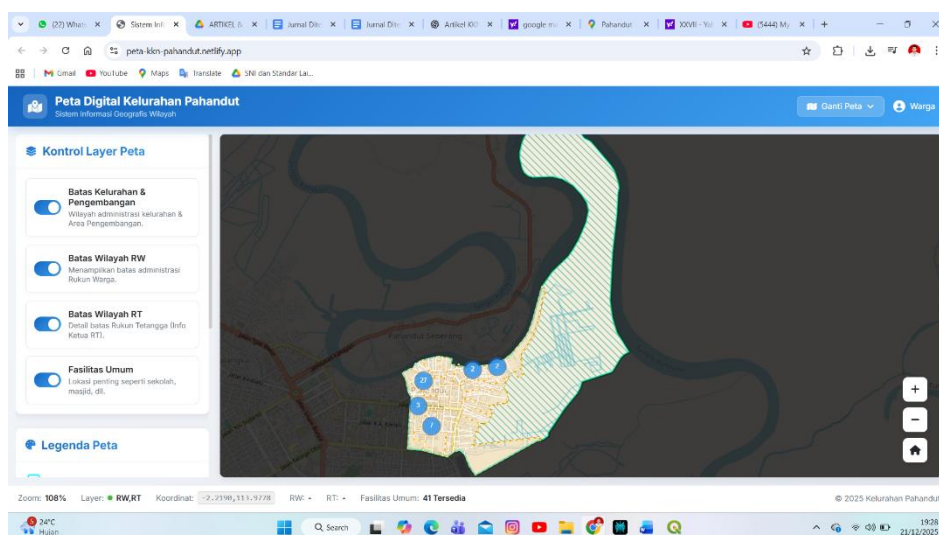 (22) What
Sistem Inf
ARTIKEL &
Jurnal Dite
Jurnal Dite
Artikel KKN
google ma
Pahandut
XXVII - Yu
(5444) My
peta-kkn-pahandut.netlify.app
Gmail
YouTube
Maps
Translate
SNI dan Standar Lai...
Peta Digital Kelurahan Pahandut
Sistem Informasi Geografis Wilayah
Ganti Peta
Warga
Kontrol Layer Peta
Batas Kelurahan &
Pengembangan
Wilayah administrasi kelurahan &
Area Pengembangan.
Batas Wilayah RW
Menampilkan batas administrasi
Rukun Warga.
Batas Wilayah RT
Detail batas Rukun Tetangga (Info
Ketua RT).
Fasilitas Umum
Lokasi penting seperti sekolah,
masjid, dll.
Legenda Peta
Pahandut Seberang
2
2
27
3
7
+
−
Zoom: 108% Layer: RW,RT Koordinat: -2.2198,113.9778 RW: - RT: - Fasilitas Umum: 41 Tersedia
© 2025 Kelurahan Pahandut
24°C
Hujan
Search
19:28
21/12/2025